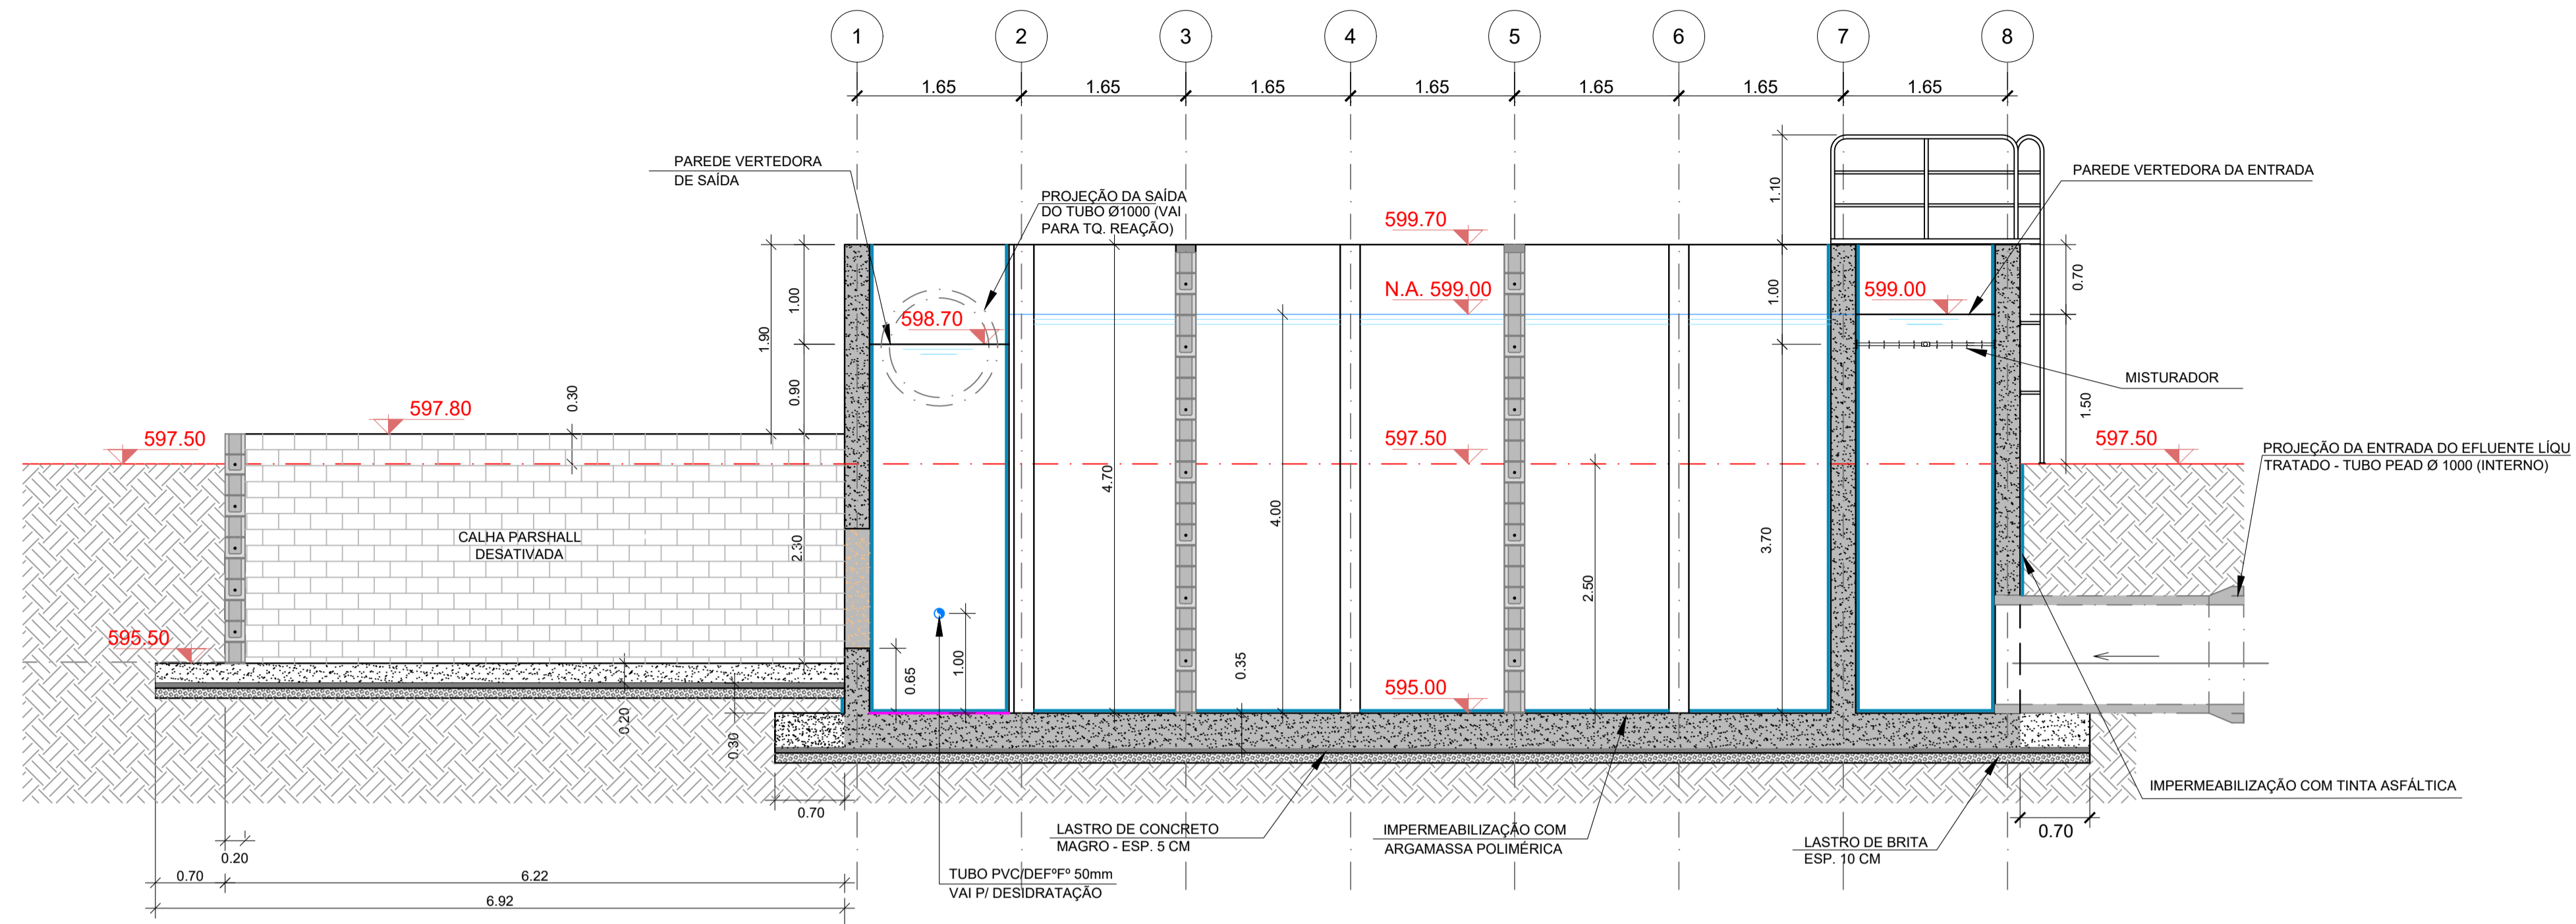 1 2 3 4 5 6 7 8
1.65 1.65 1.65 1.65 1.65 1.65 1.65
PAREDE VERTEDORA
DE SAÍDA
PROJEÇÃO DA SAÍDA
DO TUBO Ø1000 (VAI
PARA TQ. REAÇÃO)
PAREDE VERTEDORA DA ENTRADA
1.10
599.70
N.A. 599.00
599.00
598.70
1.00
1.90
0.90
1.00
0.70
MISTURADOR
1.50
0.30
597.80
597.50
597.50
597.50
PROJEÇÃO DA ENTRADA DO EFLUENTE LÍQU
TRATADO - TUBO PEAD Ø 1000 (INTERNO)
CALHA PARSHALL
DESATIVADA
2.30
4.70
4.00
2.50
3.70
595.50
0.65
1.00
0.35
595.00
0.20
0.30
0.70
0.70
IMPERMEABILIZAÇÃO COM TINTA ASFÁLTICA
LASTRO DE CONCRETO
MAGRO - ESP. 5 CM
IMPERMEABILIZAÇÃO COM
ARGAMASSA POLIMÉRICA
LASTRO DE BRITA
ESP. 10 CM
0.20
0.70
6.22
6.92
TUBO PVC/DEFºFº 50mm
VAI P/ DESIDRATAÇÃO